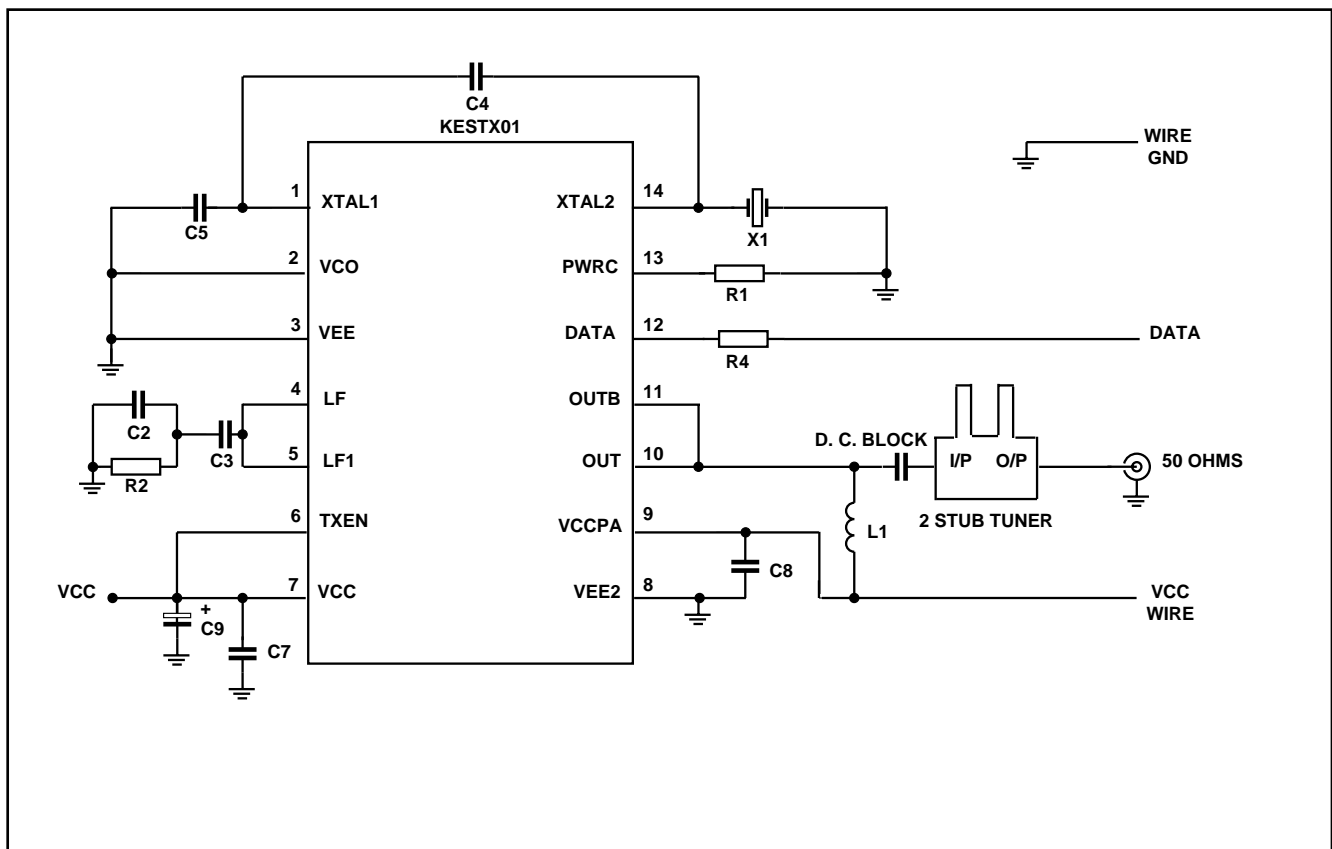 C4
KESTX01
WIRE
GND
1 XTAL1
XTAL2 14
C5
X1
2 VCO
PWRC 13
R1
3 VEE
DATA 12
DATA
R4
4 LF
OUTB 11
C2
C3
5 LF1
OUT 10
D. C. BLOCK
I/P O/P
50 OHMS
R2
2 STUB TUNER
6 TXEN
VCCPA 9
L1
C8
VCC
7 VCC
VEE2 8
VCC
WIRE
+
C9
C7